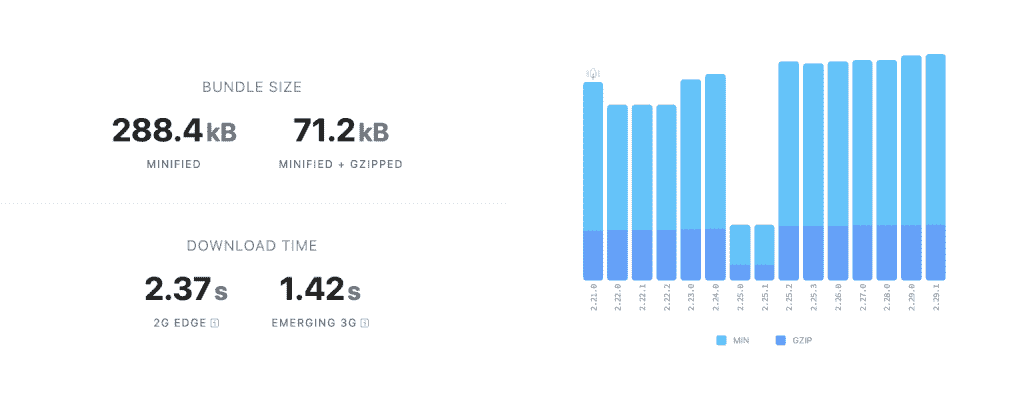 BUNDLE SIZE
288.4 kB
71.2 kB
MINIFIED
MINIFIED + GZIPPED
DOWNLOAD TIME
2.37 s
1.42 s
2G EDGE
EMERGING 3G
2.21.0
2.22.0
2.22.1
2.22.2
2.23.0
2.24.0
2.25.0
2.25.1
2.25.2
2.25.3
2.26.0
2.27.0
2.28.0
2.29.0
2.29.1
MIN
GZIP